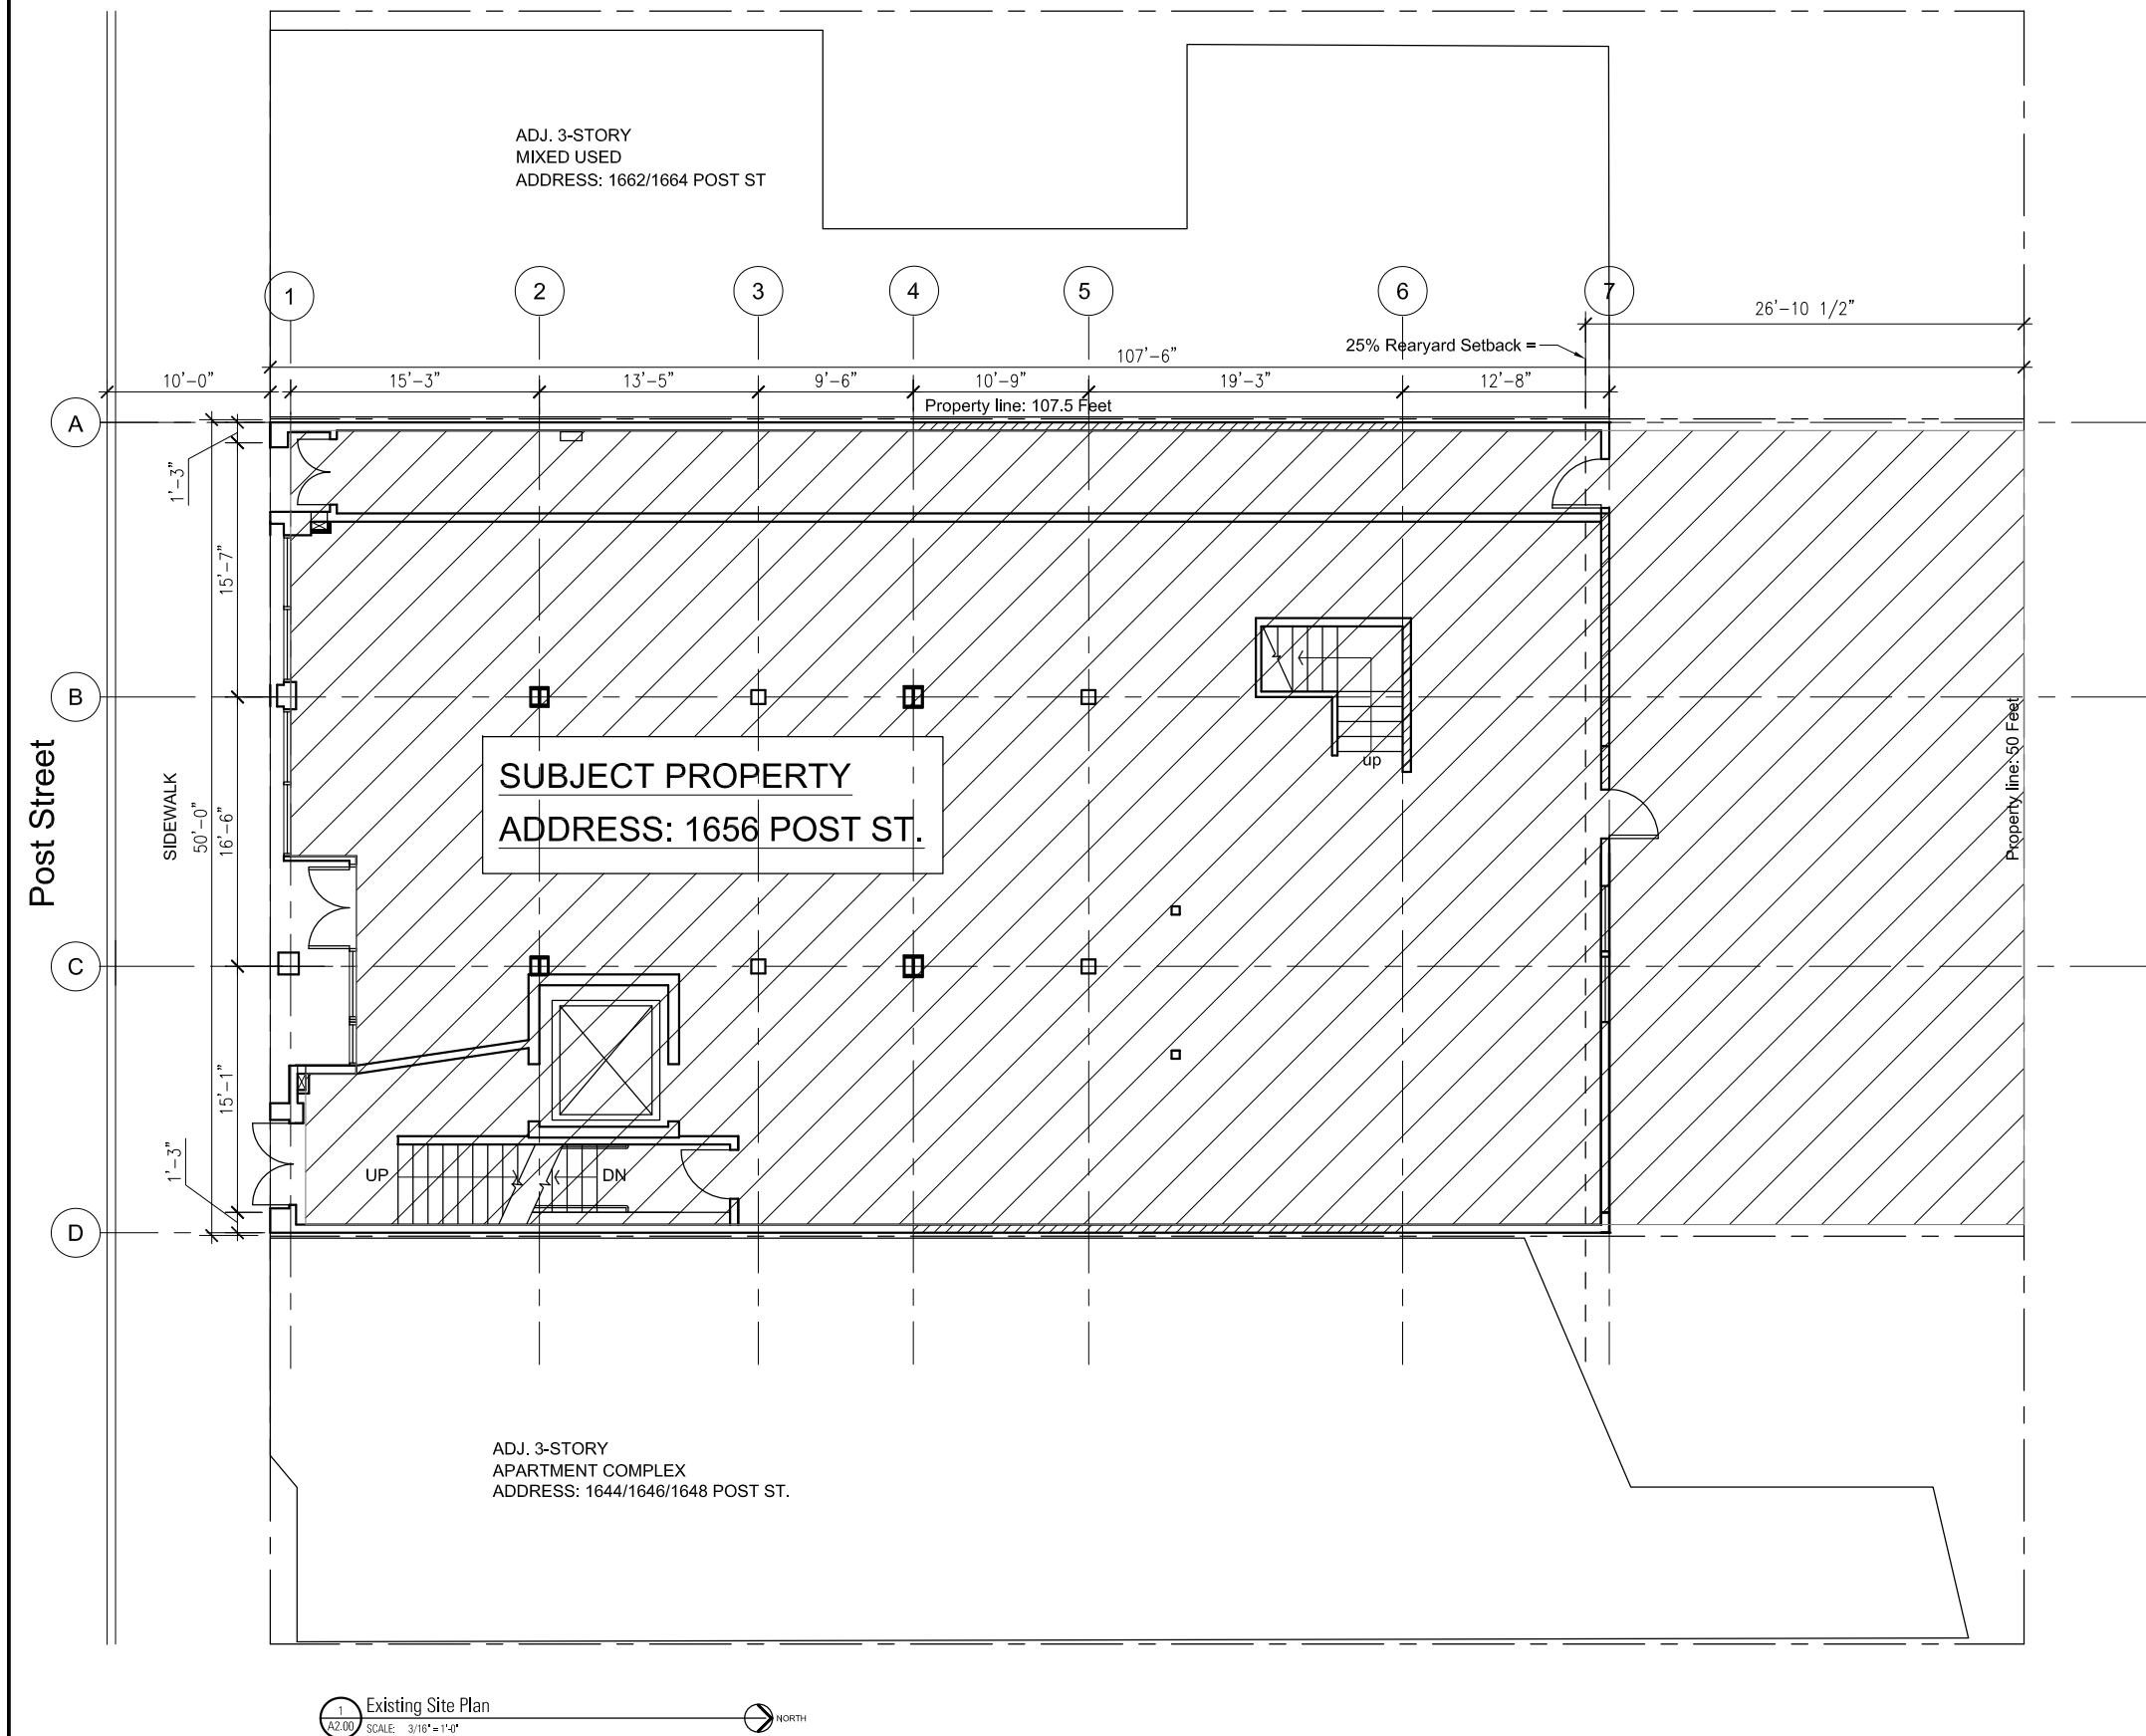 ADJ. 3-STORY
MIXED USED
ADDRESS: 1662/1664 POST ST
1
2
3
4
5
6
7
26'-10 1/2"
25% Rearyard Setback =
107'-6"
10'-0"
15'-3"
13'-5"
9'-6"
10'-9"
19'-3"
12'-8"
Property line: 107.5 Feet
A
1'-3"
15'-7"
B
up
Property line: 50 Feet
Post Street
SIDEWALK
50'-0"
16'-6"
SUBJECT PROPERTY
ADDRESS: 1656 POST ST.
C
15'-1"
1'-3"
UP
DN
D
ADJ. 3-STORY
APARTMENT COMPLEX
ADDRESS: 1644/1646/1648 POST ST.
1
A2.00
Existing Site Plan
SCALE: 3/16" = 1'-0"
NORTH